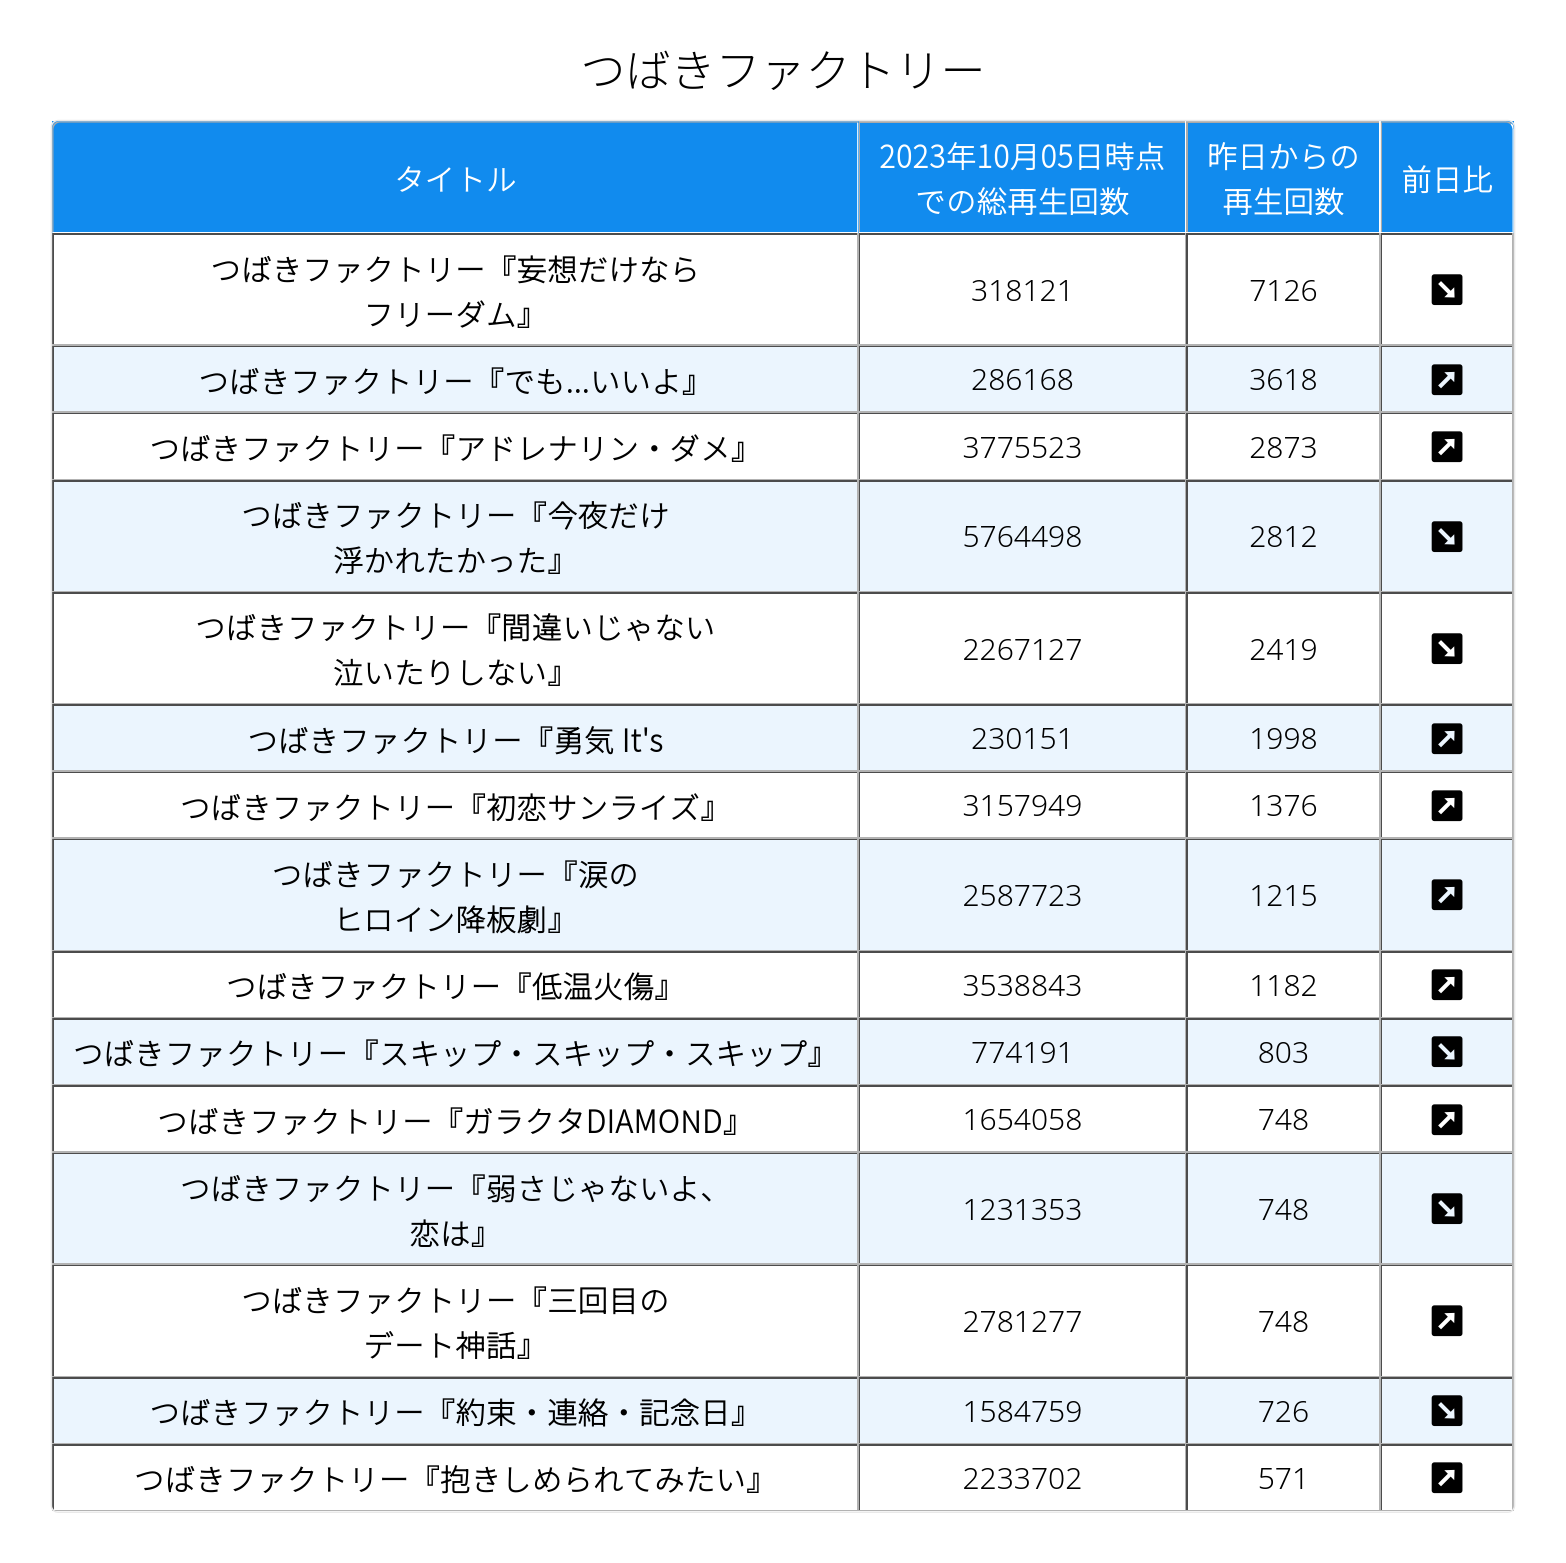 つばきファクトリー
タイトル
2023年10月05日時点
での総再生回数
昨日からの
再生回数
前日比
つばきファクトリー『妄想だけなら
フリーダム』
318121
7126
つばきファクトリー『でも...いいよ』
286168
3618
つばきファクトリー『アドレナリン・ダメ』
3775523
2873
つばきファクトリー『今夜だけ
浮かれたかった』
5764498
2812
つばきファクトリー『間違いじゃない
泣いたりしない』
2267127
2419
つばきファクトリー『勇気 It's
230151
1998
つばきファクトリー『初恋サンライズ』
3157949
1376
つばきファクトリー『涙の
ヒロイン降板劇』
2587723
1215
つばきファクトリー『低温火傷』
3538843
1182
つばきファクトリー『スキップ・スキップ・スキップ』
774191
803
つばきファクトリー『ガラクタDIAMOND』
1654058
748
つばきファクトリー『弱さじゃないよ、
恋は』
1231353
748
つばきファクトリー『三回目の
デート神話』
2781277
748
つばきファクトリー『約束・連絡・記念日』
1584759
726
つばきファクトリー『抱きしめられてみたい』
2233702
571